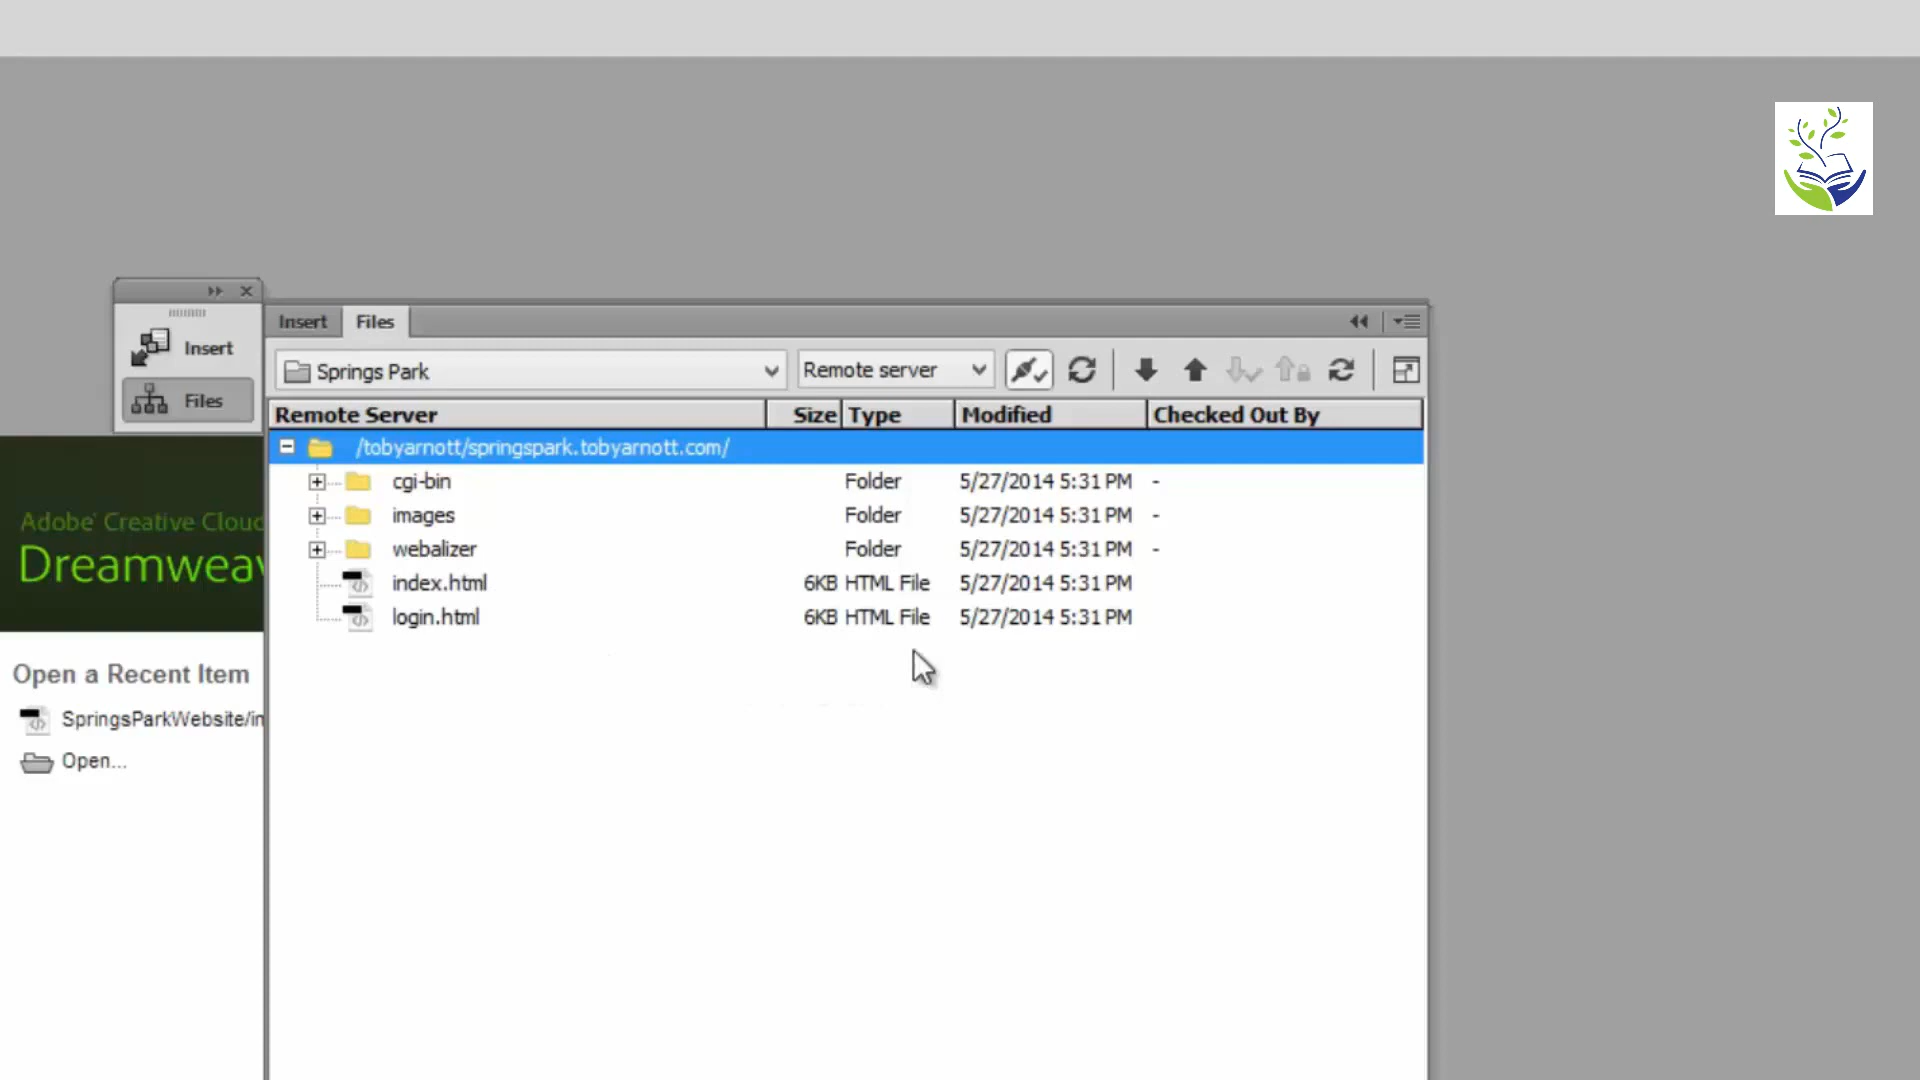 Insert
Files
Insert Files
Springs Park
Remote server
Remote Server Size Type Modified Checked Out By
/tobyarnott/springspark.tobyarnott.com/
cgi-bin Folder 5/27/2014 5:31 PM -
images Folder 5/27/2014 5:31 PM -
webalizer Folder 5/27/2014 5:31 PM -
index.html 6KB HTML File 5/27/2014 5:31 PM
login.html 6KB HTML File 5/27/2014 5:31 PM
Adobe® Creative Cloud
Dreamweav
Open a Recent Item
SpringsParkWebsite/in
Open...